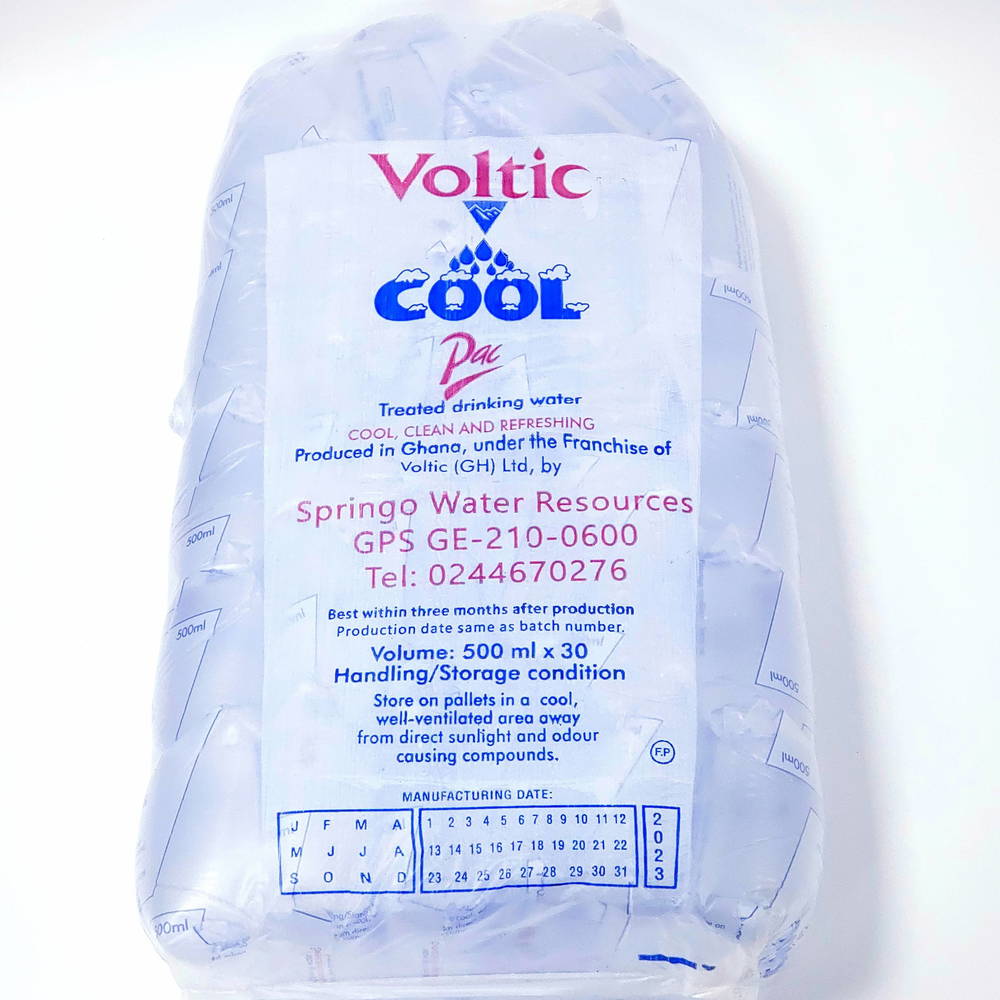 Voltic
COOL
Pac
Treated drinking water
COOL, CLEAN AND REFRESHING
Produced in Ghana, under the Franchise of
Voltic (GH) Ltd, by
Springo Water Resources
GPS GE-210-0600
Tel: 0244670276
Best within three months after production
Production date same as batch number.
Volume: 500 ml x 30
Handling/Storage condition
Store on pallets in a cool,
well-ventilated area away
from direct sunlight and odour
causing compounds.
F.P
MANUFACTURING DATE:
J F M A 1 2 3 4 5 6 7 8 9 10 11 12 2023
M J J A 13 14 15 16 17 18 19 20 21 22
S O N D 23 24 25 26 27 28 29 30 31
500ml
500ml
500ml
500ml
500ml
500ml